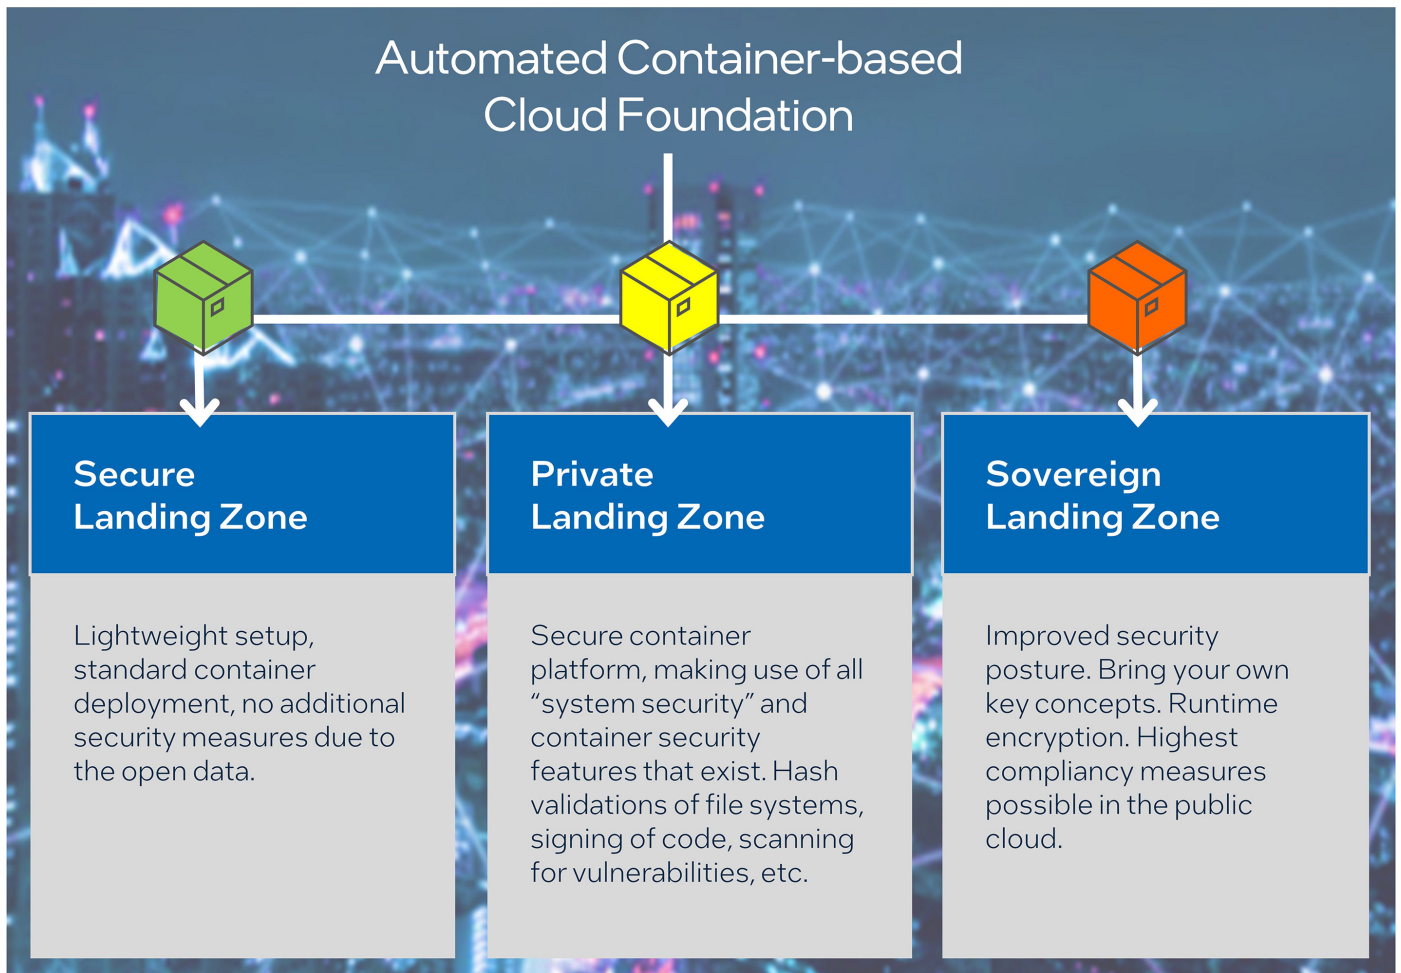 Automated Container-based
Cloud Foundation
Secure
Landing Zone
Lightweight setup,
standard container
deployment, no additional
security measures due to
the open data.
Private
Landing Zone
Secure container
platform, making use of all
“system security” and
container security
features that exist. Hash
validations of file systems,
signing of code, scanning
for vulnerabilities, etc.
Sovereign
Landing Zone
Improved security
posture. Bring your own
key concepts. Runtime
encryption. Highest
compliancy measures
possible in the public
cloud.